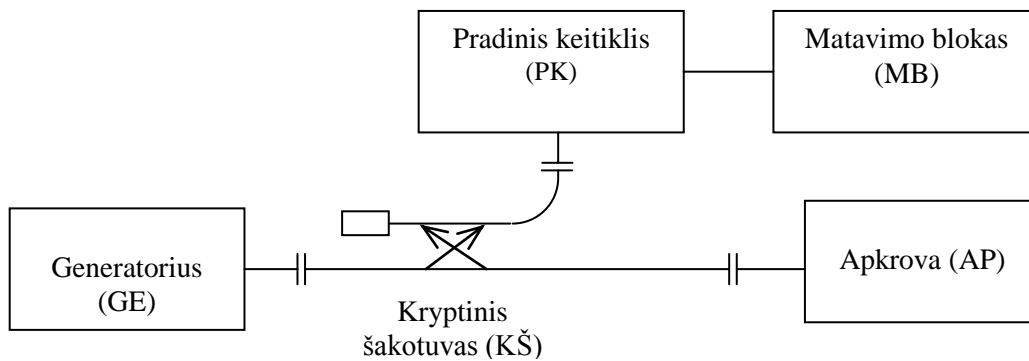 Pradinis keitiklis
(PK)
Matavimo blokas
(MB)
Generatorius
(GE)
Kryptinis
šakotuvas (KŠ)
Apkrova (AP)